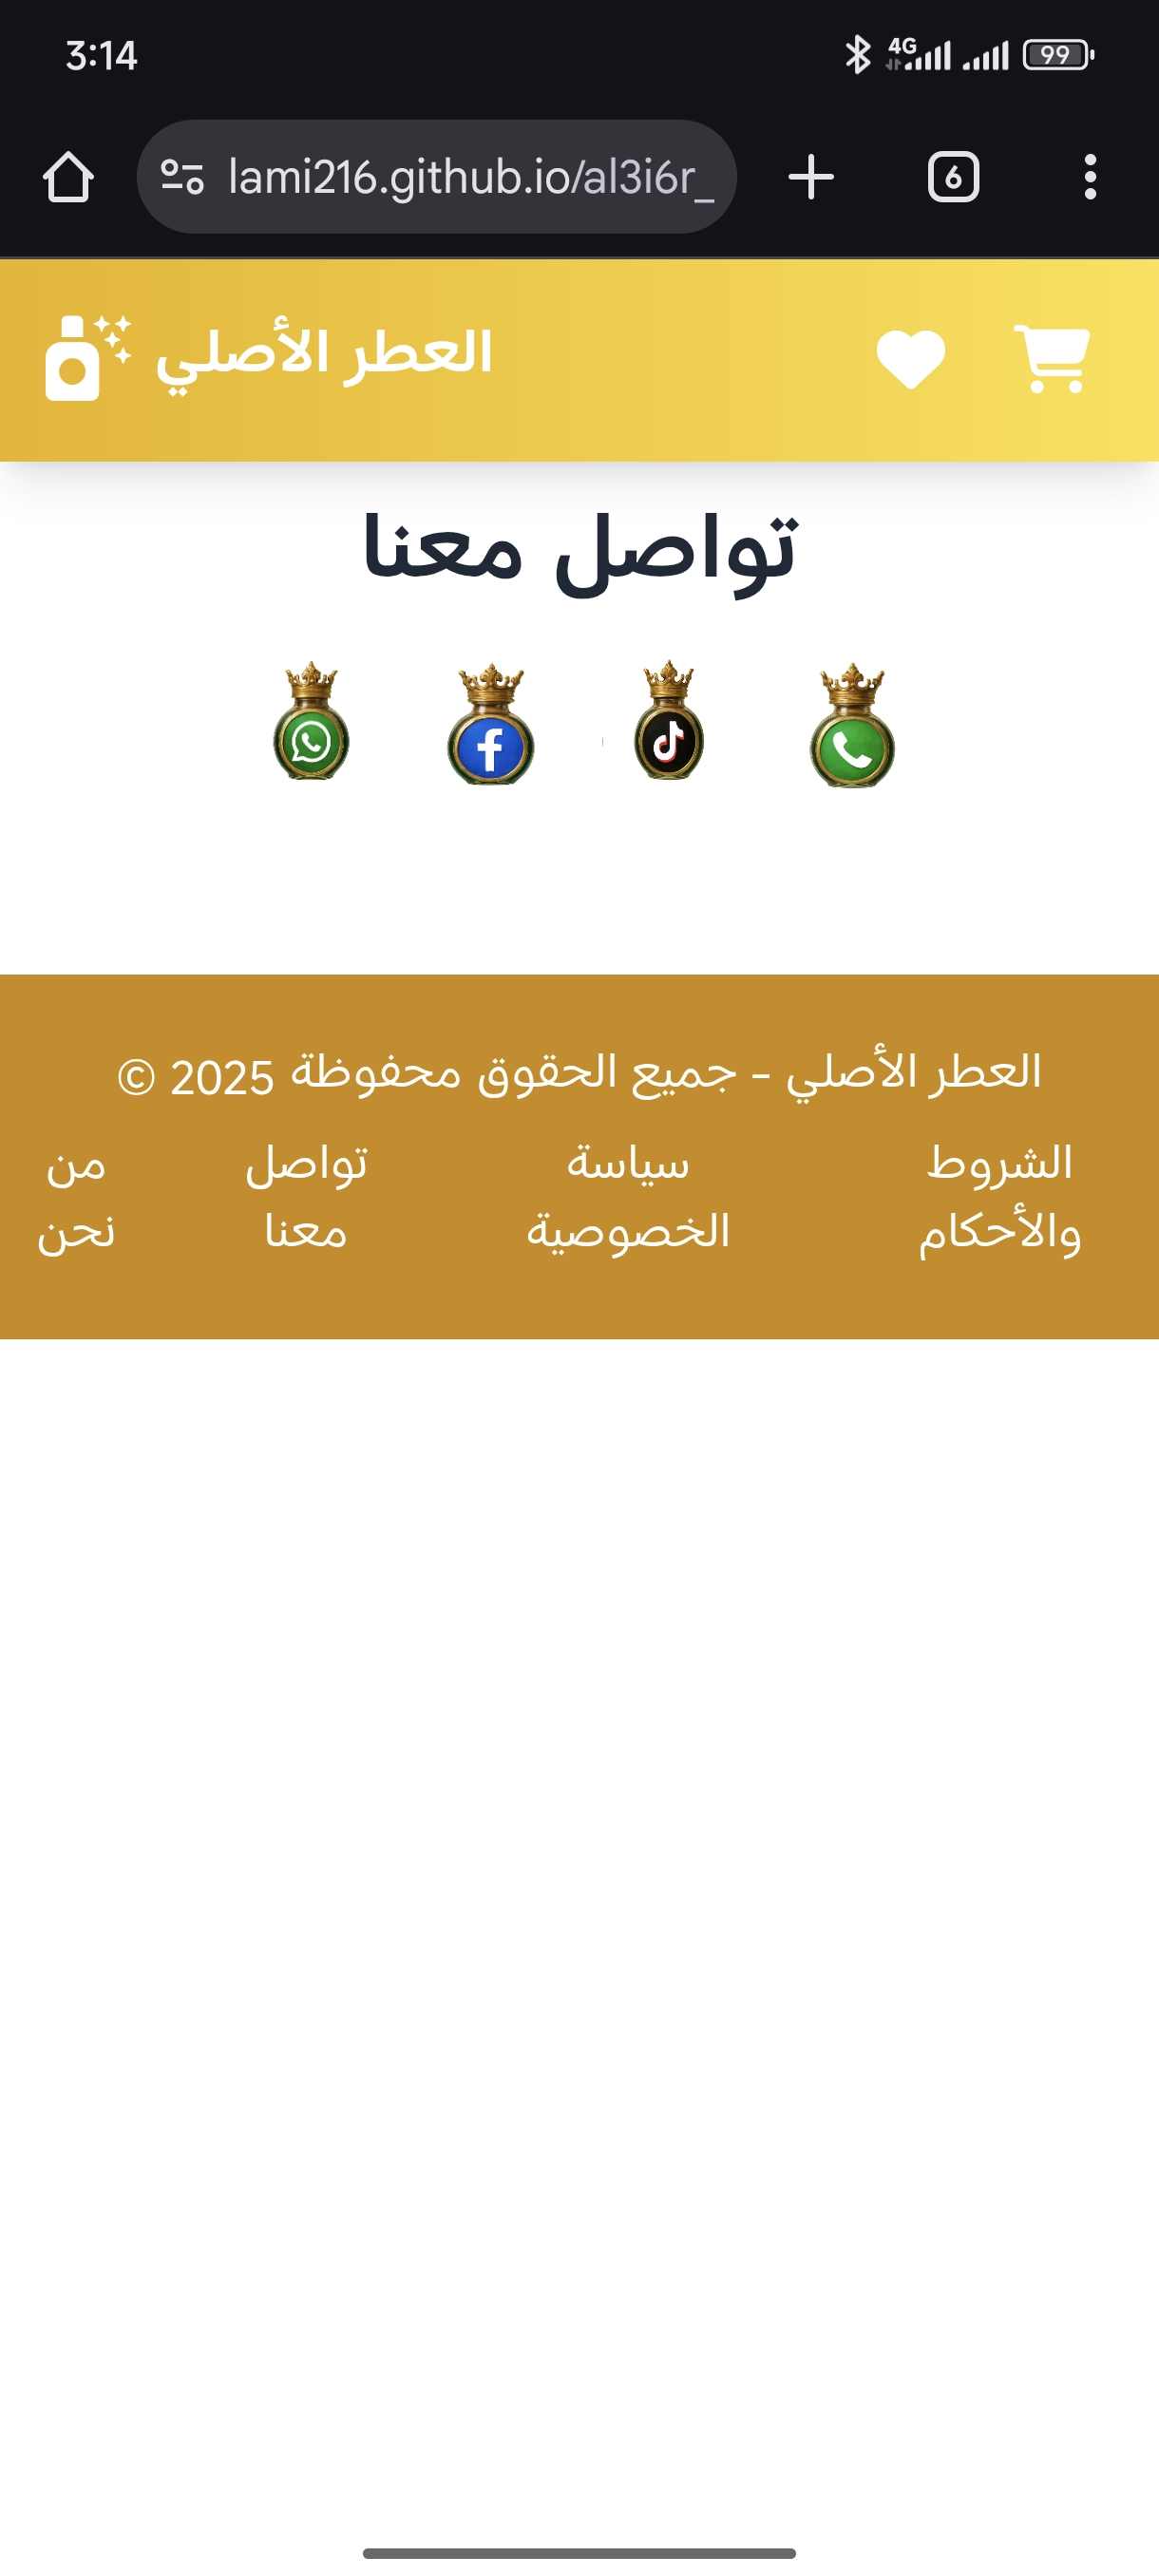 3:14
4G
99
lami216.github.io/al3i6r_
6
العطر الأصلي
تواصل معنا
العطر الأصلي - جميع الحقوق محفوظة 2025 ©
من نحن
تواصل معنا
سياسة الخصوصية
الشروط والأحكام